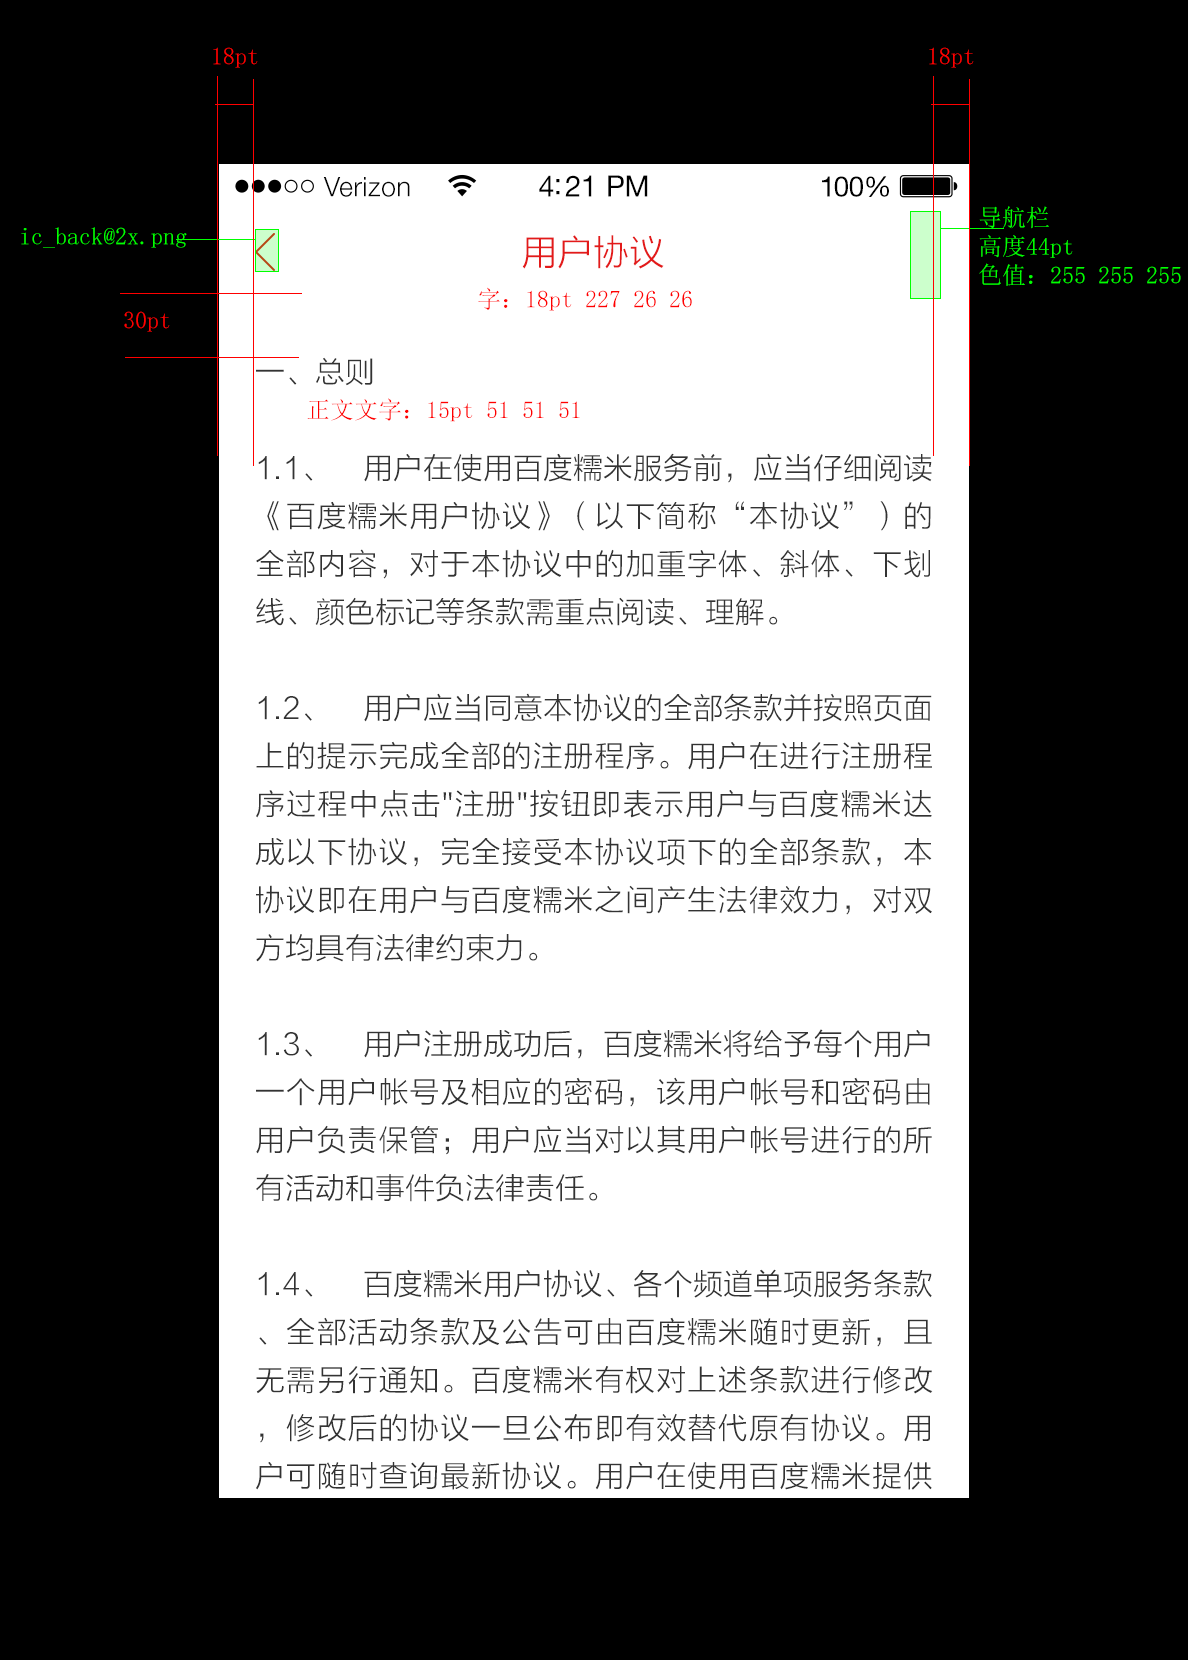 18pt
18pt
Verizon
4:21 PM
100%
ic_back@2x.png
用户协议
导航栏
高度44pt
色值：255 255 255
字：18pt 227 26 26
30pt
一、总则
正文文字：15pt 51 51 51
1.1、 用户在使用百度糯米服务前，应当仔细阅读
《百度糯米用户协议》（以下简称“本协议”）的
全部内容，对于本协议中的加重字体、斜体、下划
线、颜色标记等条款需重点阅读、理解。
1.2、 用户应当同意本协议的全部条款并按照页面
上的提示完成全部的注册程序。用户在进行注册程
序过程中点击"注册"按钮即表示用户与百度糯米达
成以下协议，完全接受本协议项下的全部条款，本
协议即在用户与百度糯米之间产生法律效力，对双
方均具有法律约束力。
1.3、 用户注册成功后，百度糯米将给予每个用户
一个用户帐号及相应的密码，该用户帐号和密码由
用户负责保管；用户应当对以其用户帐号进行的所
有活动和事件负法律责任。
1.4、 百度糯米用户协议、各个频道单项服务条款
、全部活动条款及公告可由百度糯米随时更新，且
无需另行通知。百度糯米有权对上述条款进行修改
，修改后的协议一旦公布即有效替代原有协议。用
户可随时查询最新协议。用户在使用百度糯米提供